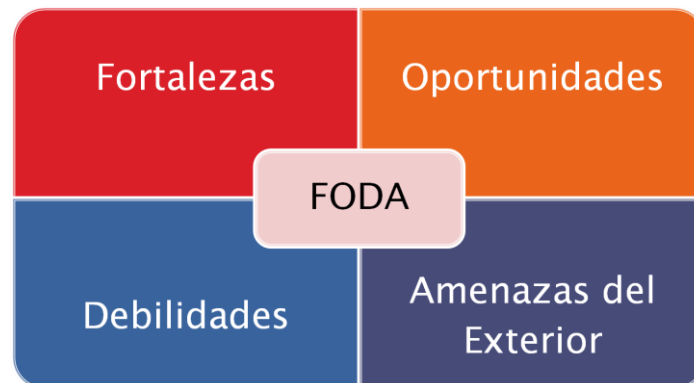 Fortalezas
Oportunidades
FODA
Debilidades
Amenazas del
Exterior